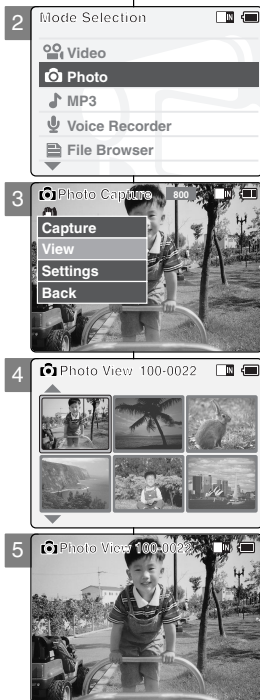 2
Mode Selection
IN
Video
Photo
MP3
Voice Recorder
File Browser
3
Photo Capture 800 IN
Capture
View
Settings
Back
4
Photo View 100-0022 IN
5
Photo View 100-0022 IN